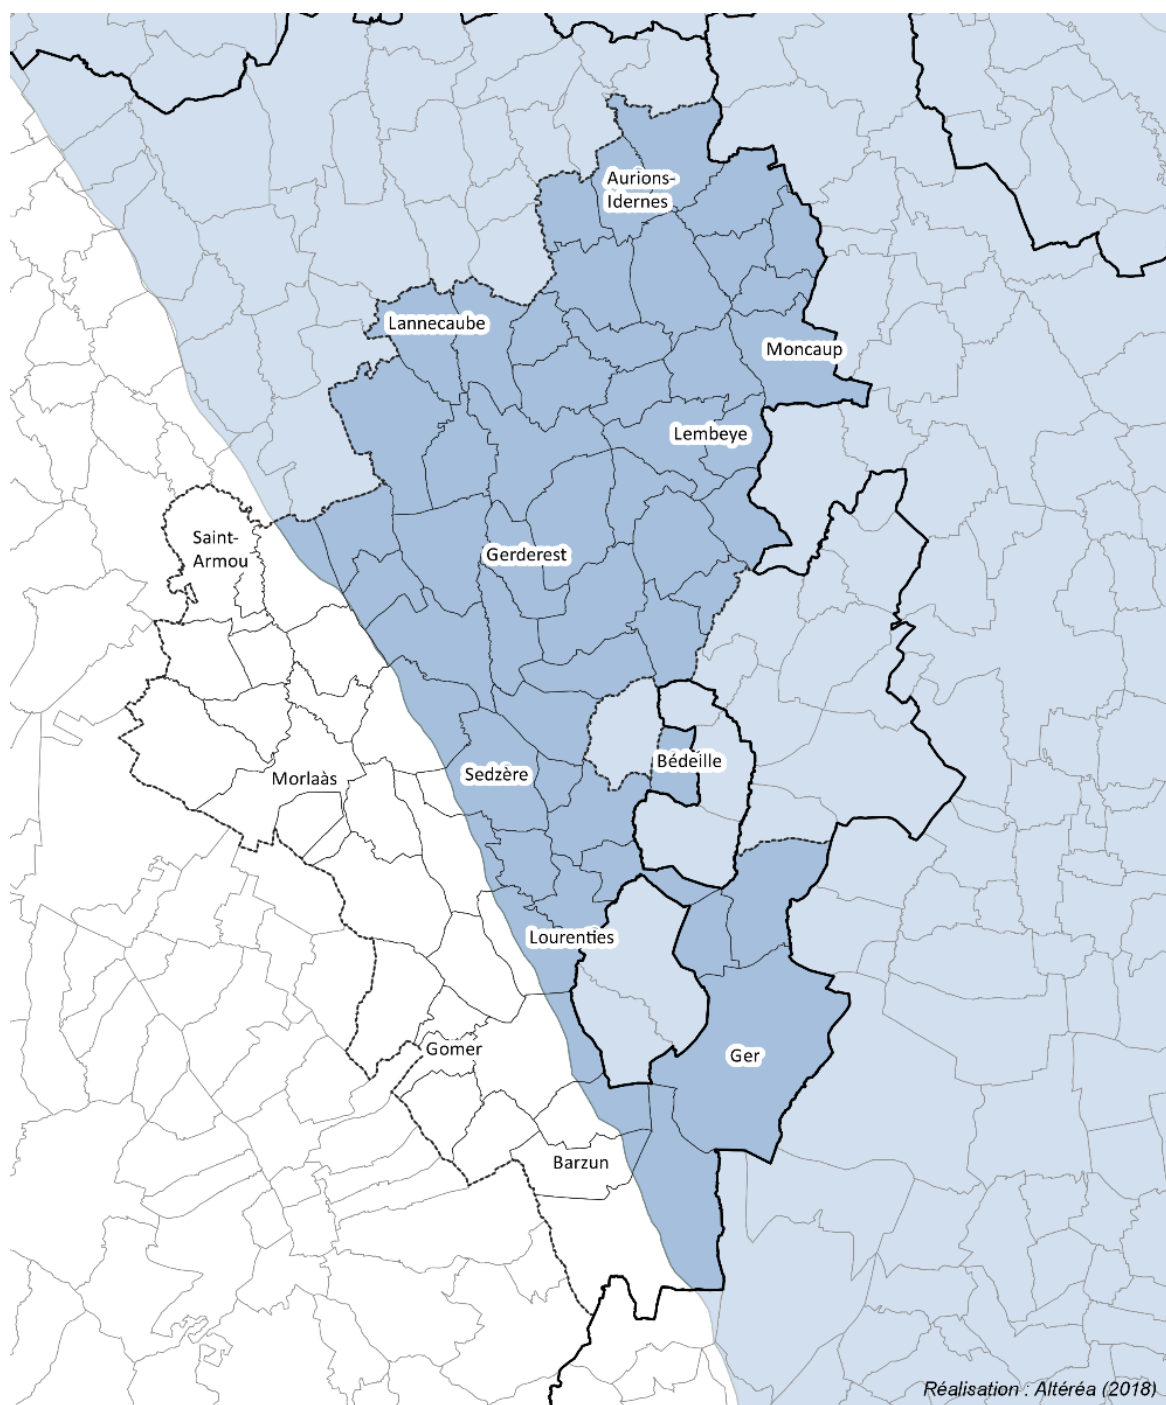 Aurions-
Idernes
Lannecaube
Moncaup
Lembeye
Saint-
Armou
Gerderest
Bédeille
Sedzère
Morlaàs
Lourenties
Gomer
Ger
Barzun
Réalisation : Altéréa (2018)